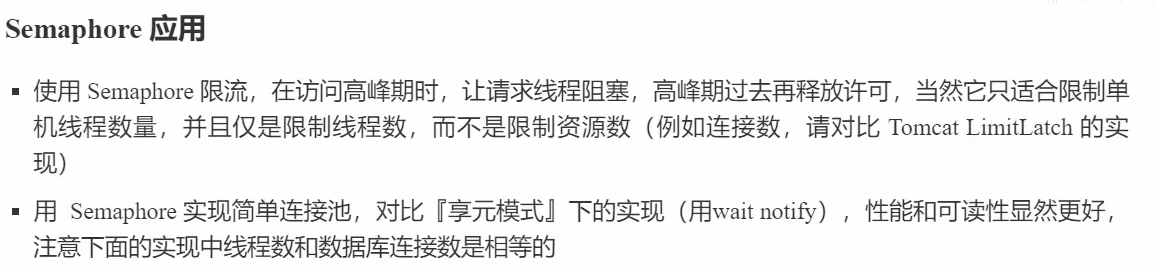 Semaphore 应用
▪ 使用 Semaphore 限流，在访问高峰期时，让请求线程阻塞，高峰期过去再释放许可，当然它只适合限制单
机线程数量，并且仅是限制线程数，而不是限制资源数（例如连接数，请对比 Tomcat LimitLatch 的实
现）
▪ 用 Semaphore 实现简单连接池，对比『享元模式』下的实现（用wait notify），性能和可读性显然更好，
注意下面的实现中线程数和数据库连接数是相等的